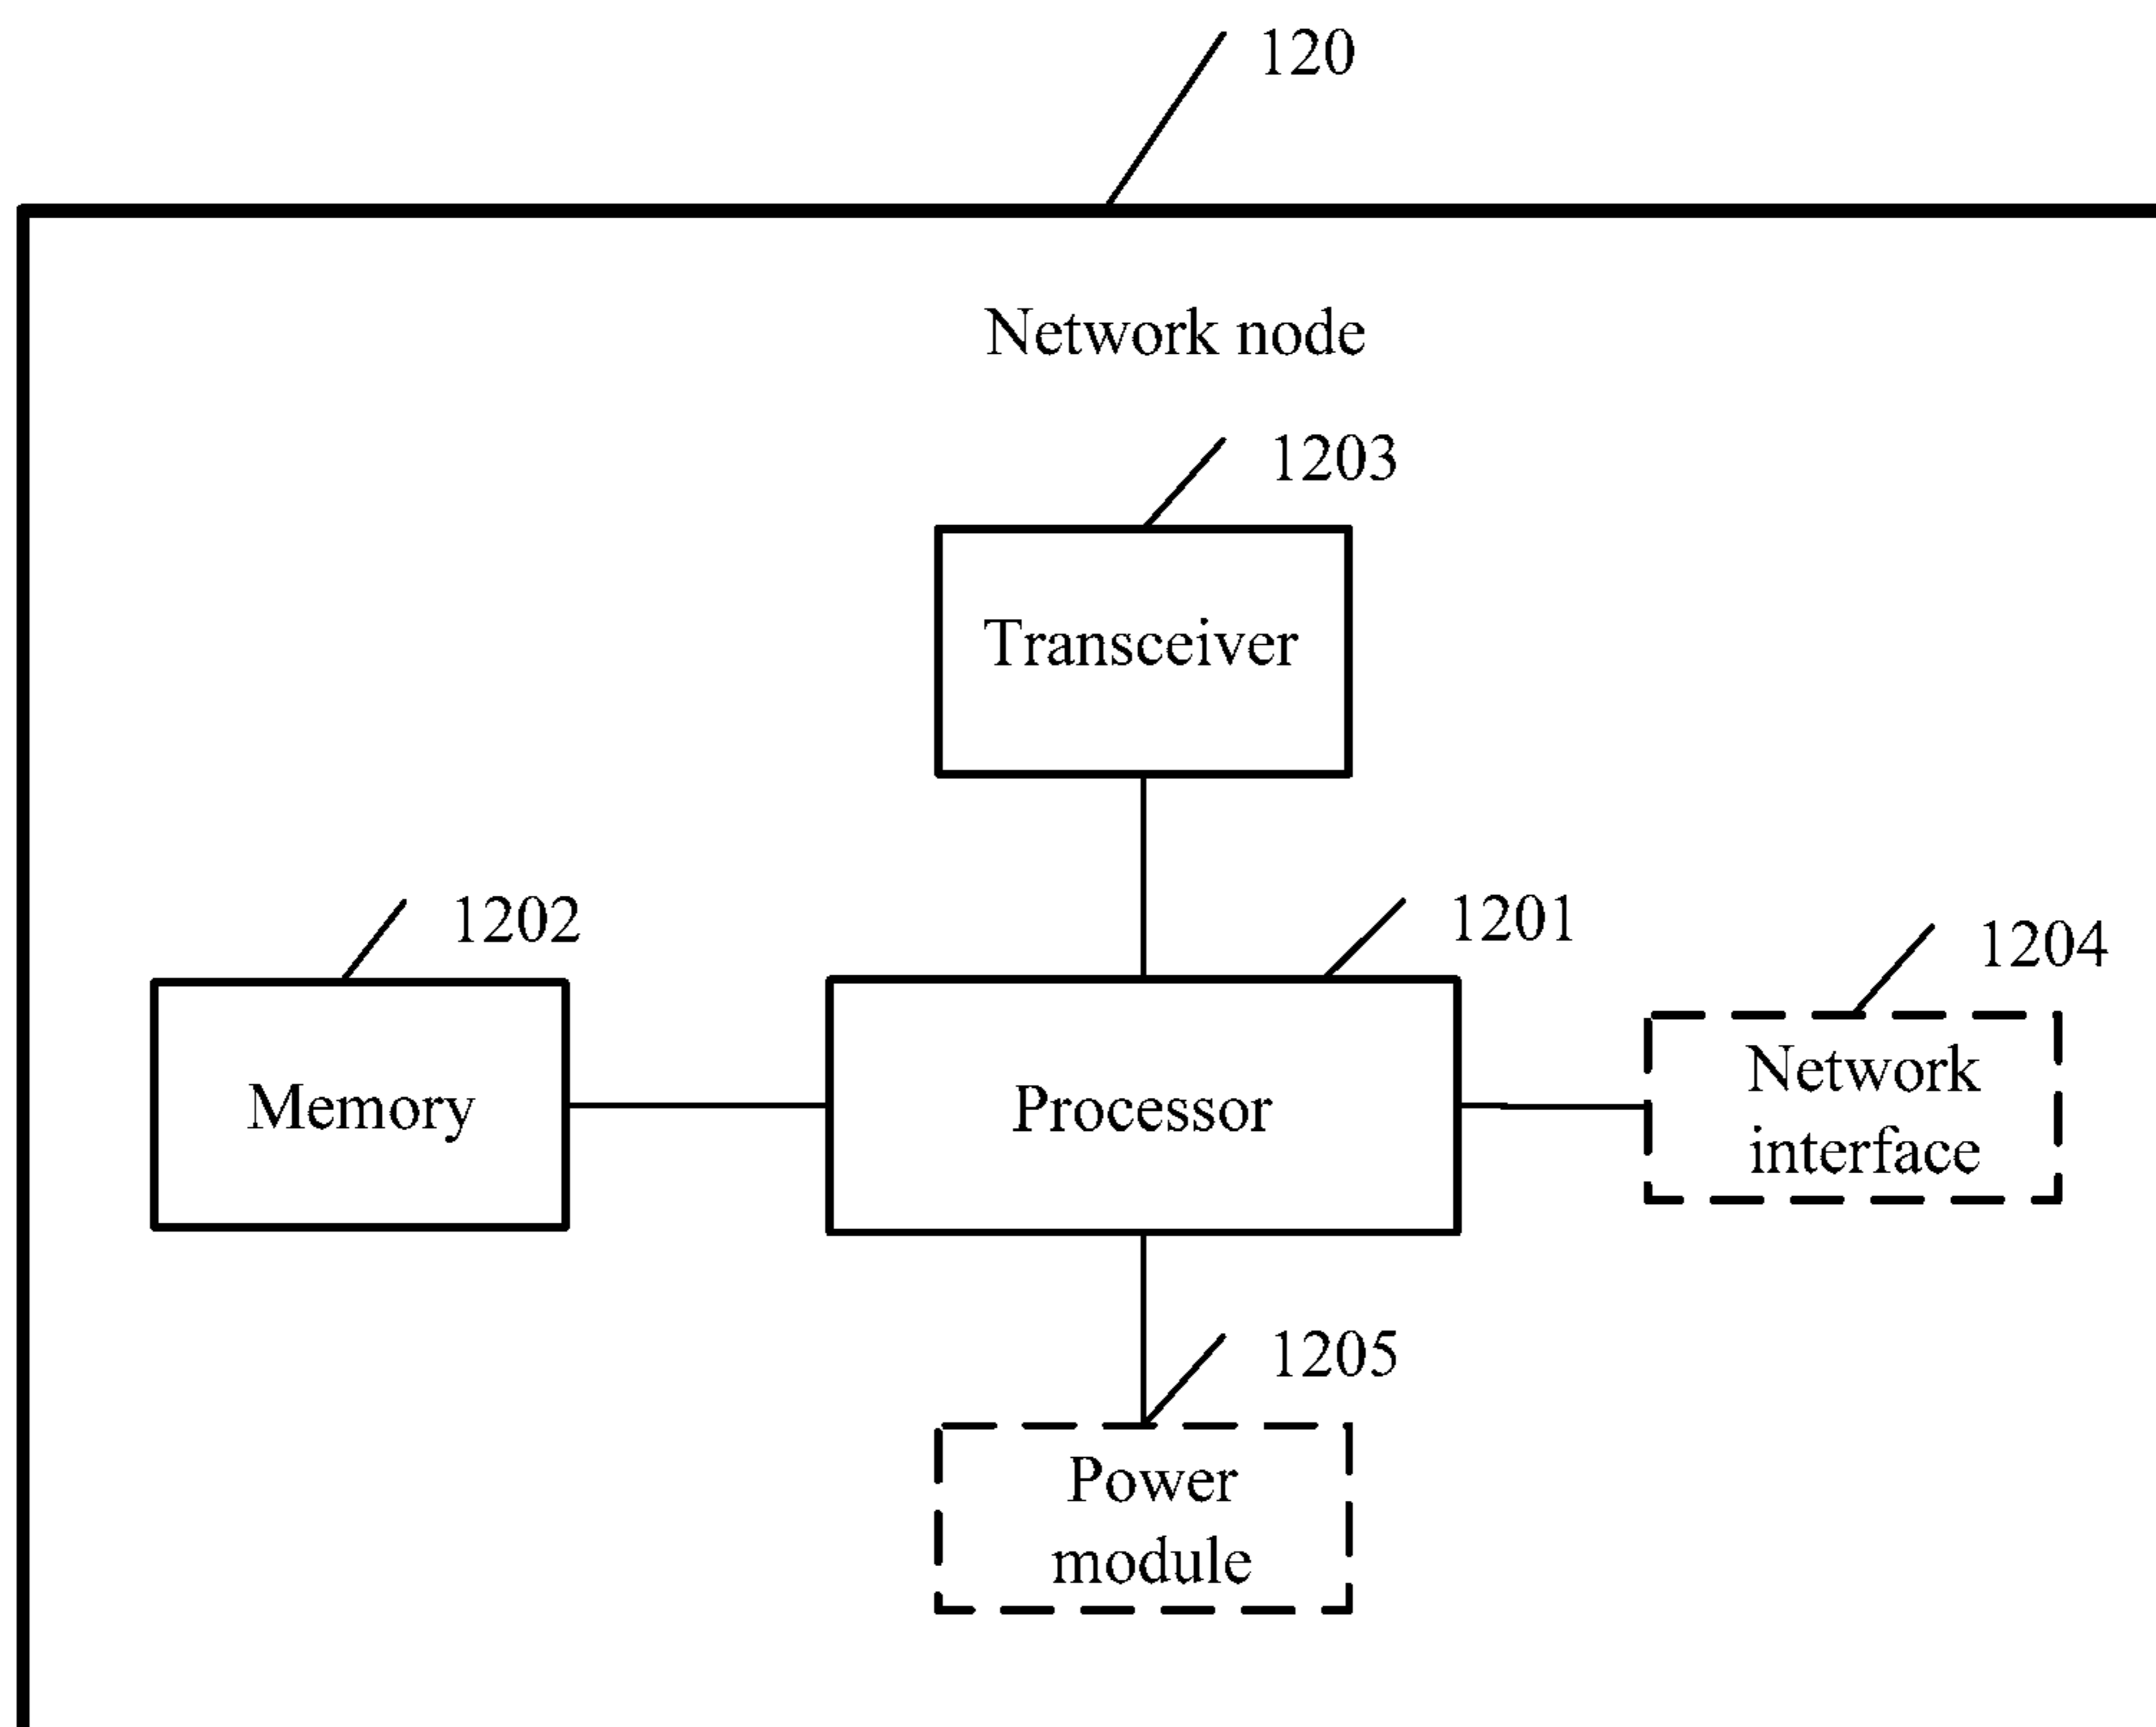 120
Network node
1203
Transceiver
1202
1201
1204
Memory
Processor
Network
interface
1205
Power
module